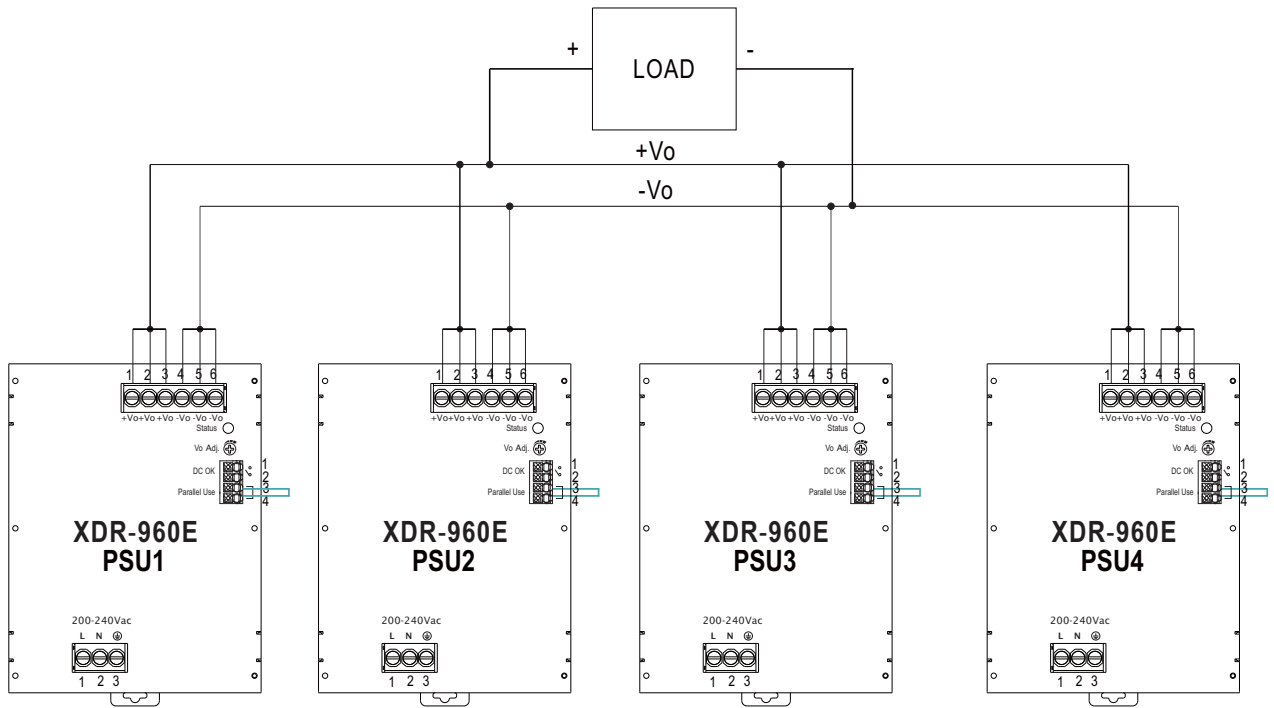 + LOAD -
+Vo
-Vo
1 2 3 4 5 6
+Vo +Vo +Vo -Vo -Vo -Vo
Status
Vo Adj.
DC OK
1
2
Parallel Use
3
4
XDR-960E
PSU1
200-240Vac
L N
1 2 3
1 2 3 4 5 6
+Vo +Vo +Vo -Vo -Vo -Vo
Status
Vo Adj.
DC OK
1
2
Parallel Use
3
4
XDR-960E
PSU2
200-240Vac
L N
1 2 3
1 2 3 4 5 6
+Vo +Vo +Vo -Vo -Vo -Vo
Status
Vo Adj.
DC OK
1
2
Parallel Use
3
4
XDR-960E
PSU3
200-240Vac
L N
1 2 3
1 2 3 4 5 6
+Vo +Vo +Vo -Vo -Vo -Vo
Status
Vo Adj.
DC OK
1
2
Parallel Use
3
4
XDR-960E
PSU4
200-240Vac
L N
1 2 3